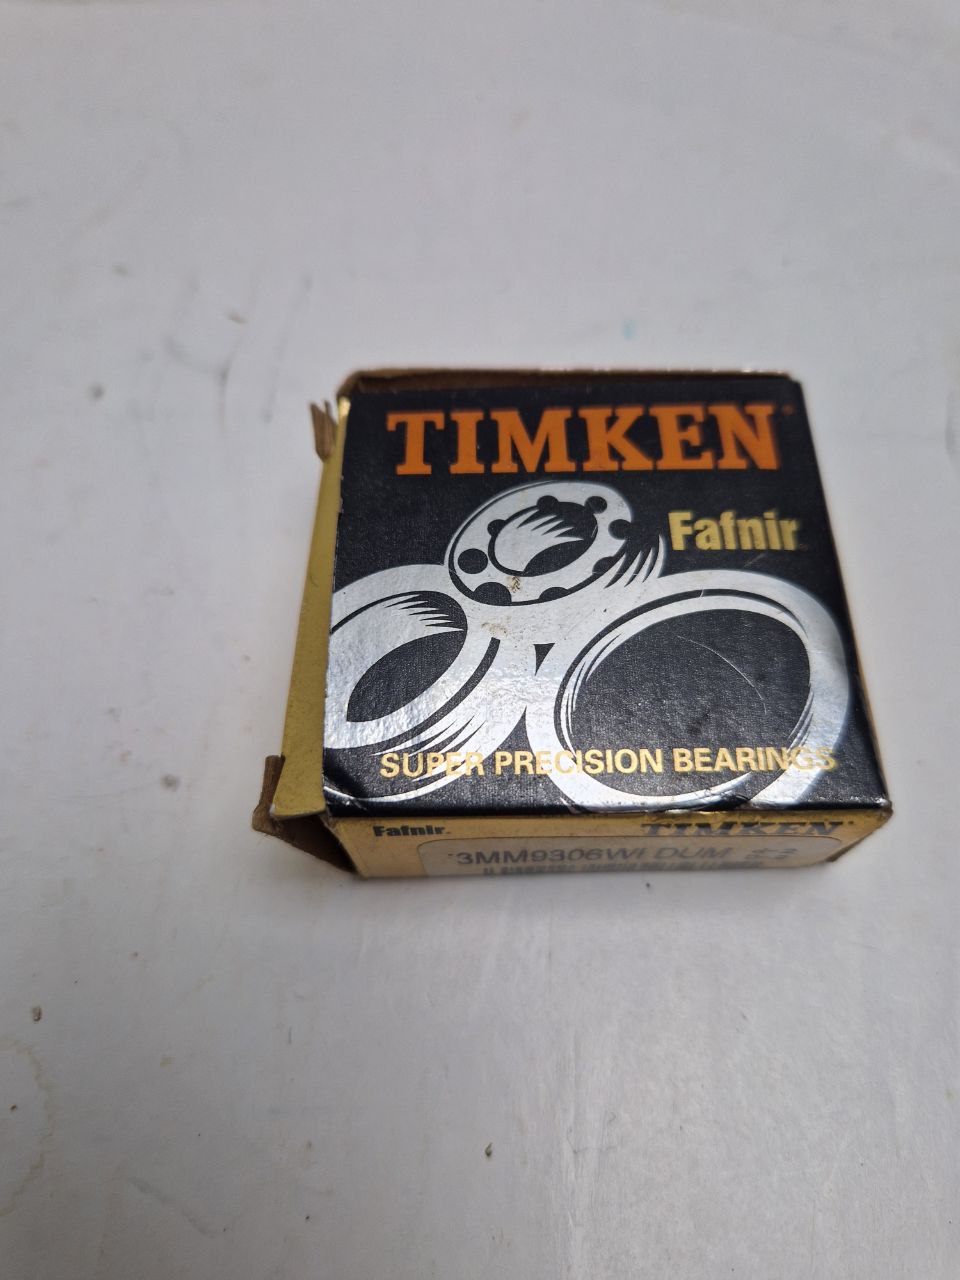 TIMKEN
Fafnir
SUPER PRECISION BEARINGS
Fafnir. TIMKEN
3MM9306WI DUM